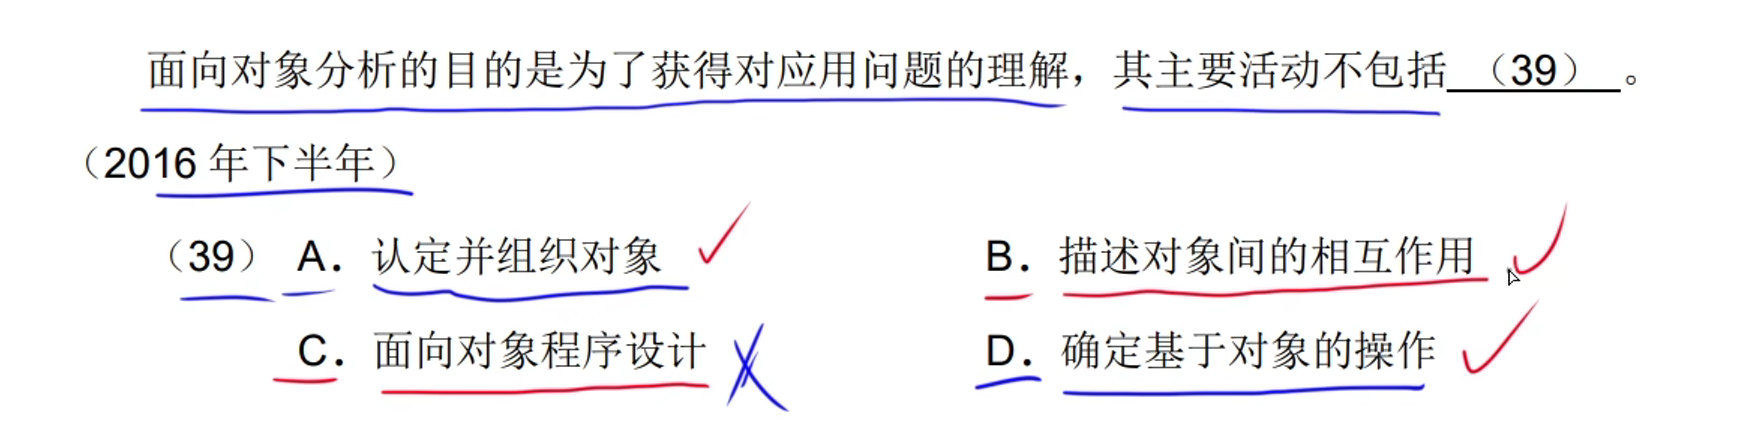 面向对象分析的目的是为了获得对应用问题的理解，其主要活动不包括（39）。
（2016 年下半年）
（39） A. 认定并组织对象 B. 描述对象间的相互作用
C. 面向对象程序设计 D. 确定基于对象的操作